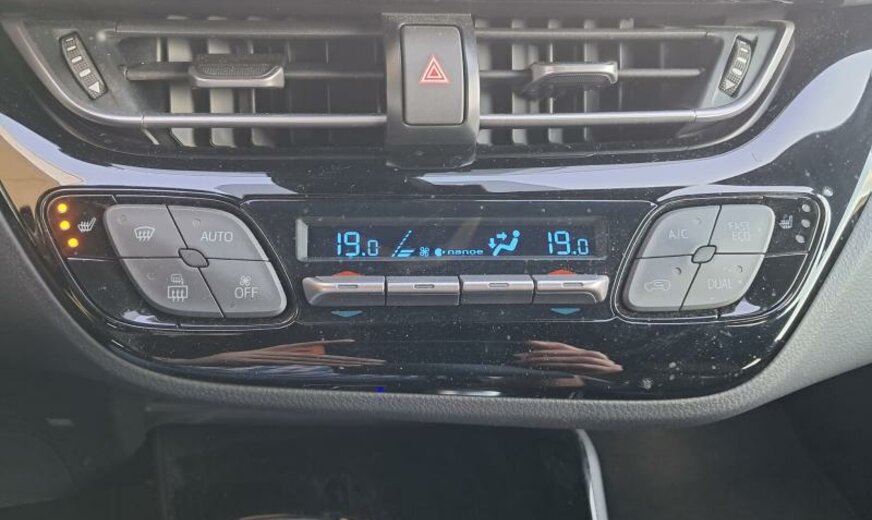 AUTO
OFF
19.0
nanoe
19.0
A/C
FAST
ECO
DUAL